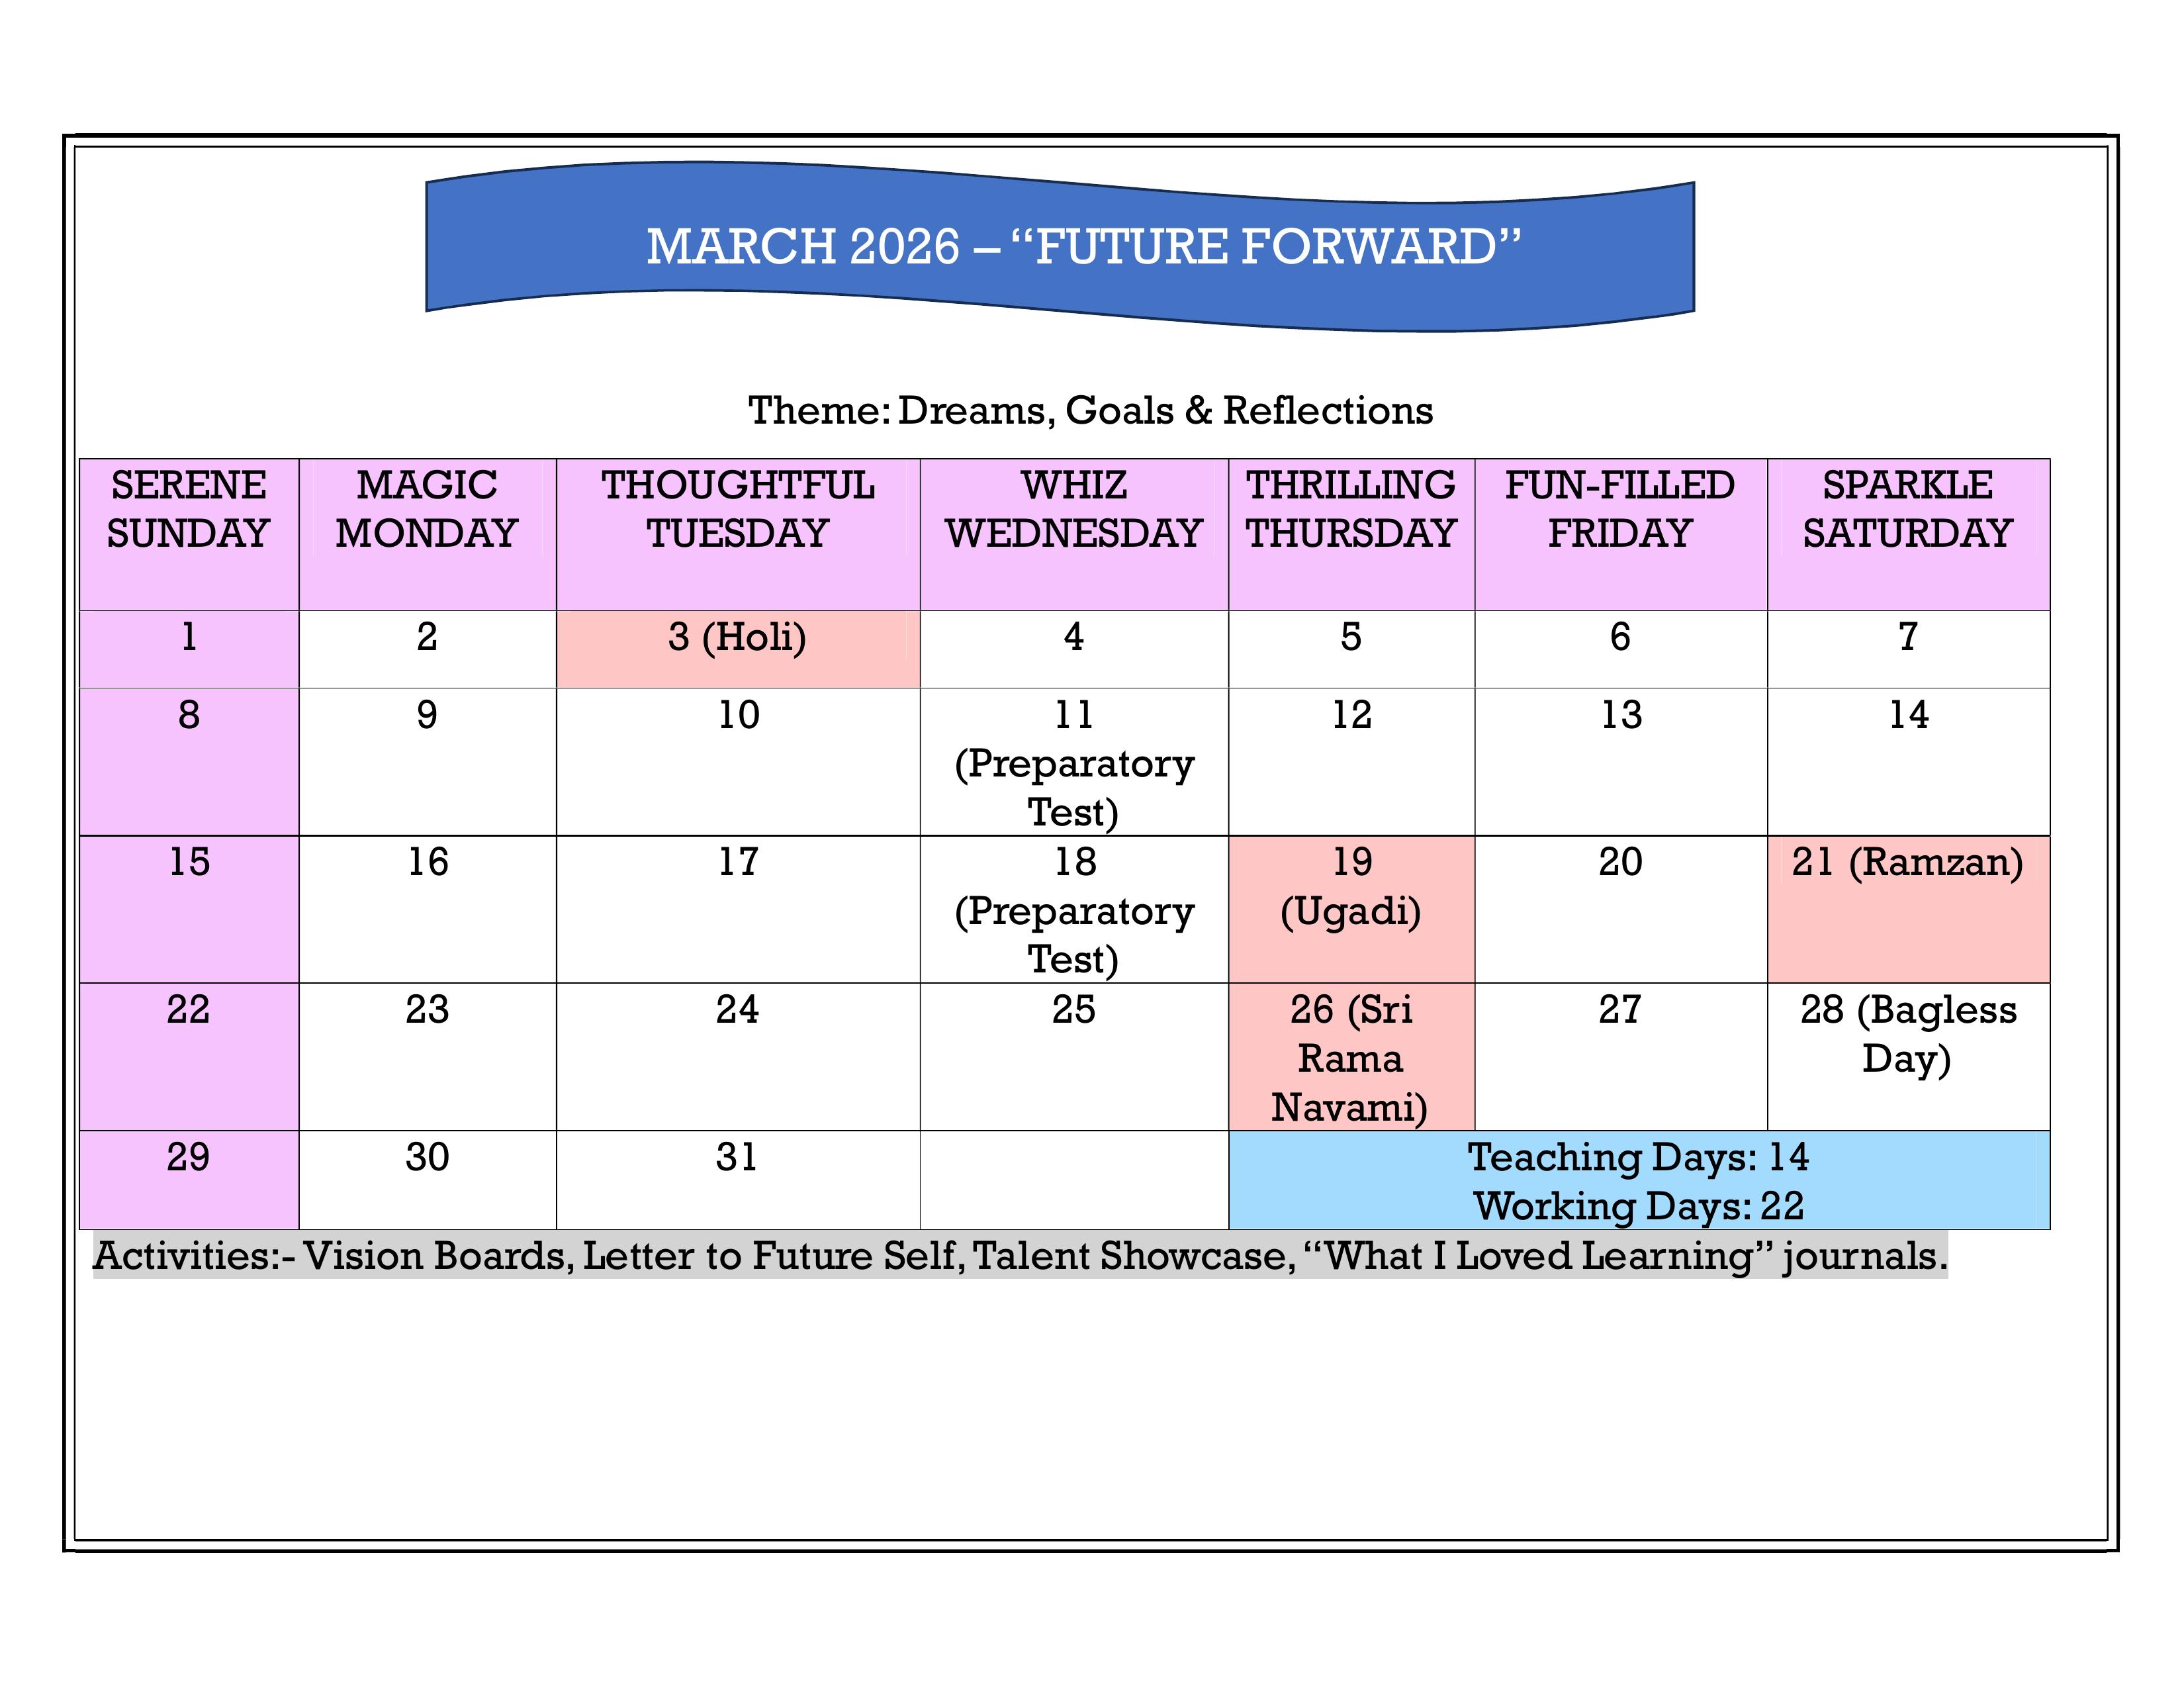 MARCH 2026 – “FUTURE FORWARD”
Theme: Dreams, Goals & Reflections
SERENE SUNDAY
MAGIC MONDAY
THOUGHTFUL TUESDAY
WHIZ WEDNESDAY
THRILLING THURSDAY
FUN-FILLED FRIDAY
SPARKLE SATURDAY
1 2 3 (Holi) 4 5 6 7
8 9 10 11 (Preparatory Test) 12 13 14
15 16 17 18 (Preparatory Test) 19 (Ugadi) 20 21 (Ramzan)
22 23 24 25 26 (Sri Rama Navami) 27 28 (Bagless Day)
29 30 31
Teaching Days: 14
Working Days: 22
Activities:- Vision Boards, Letter to Future Self, Talent Showcase, “What I Loved Learning” journals.